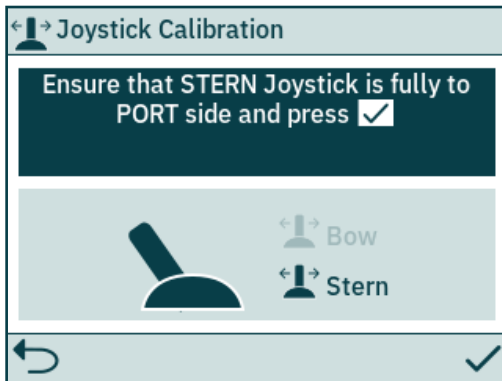 Joystick Calibration
Ensure that STERN Joystick is fully to
PORT side and press
Bow
Stern